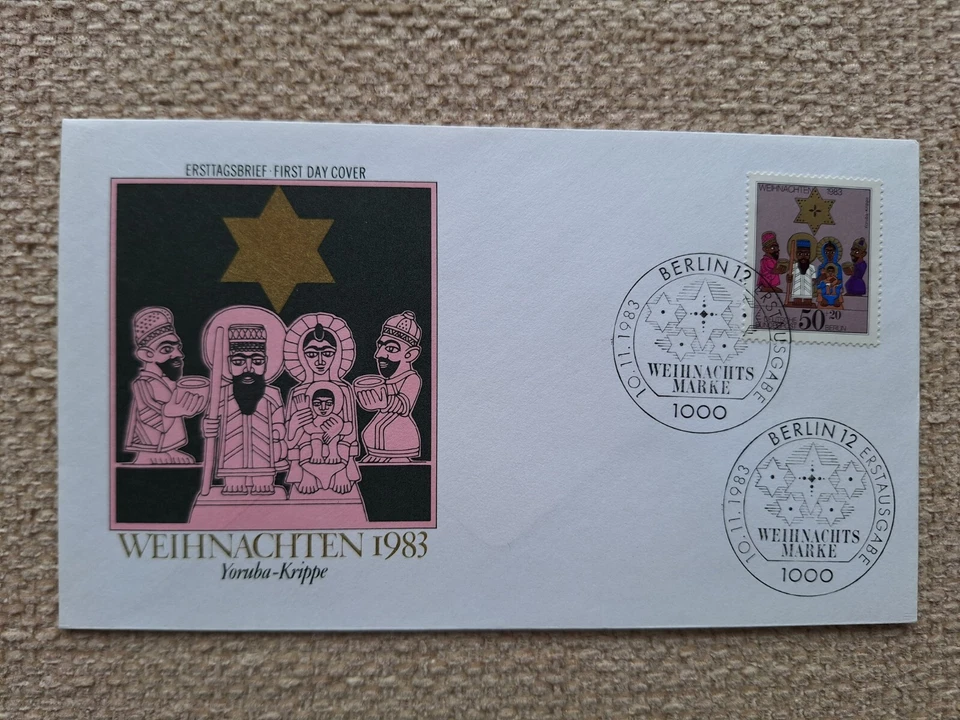 ERSTTAGSBRIEF · FIRST DAY COVER
WEIHNACHTEN 1983
Yoruba-Krippe
WEIHNACHTEN 1983
50+20
BERLIN
BERLIN 12 ERSTAUSGABE
10.11.1983
WEIHNACHTS
MARKE
1000
BERLIN 12 ERSTAUSGABE
10.11.1983
WEIHNACHTS
MARKE
1000